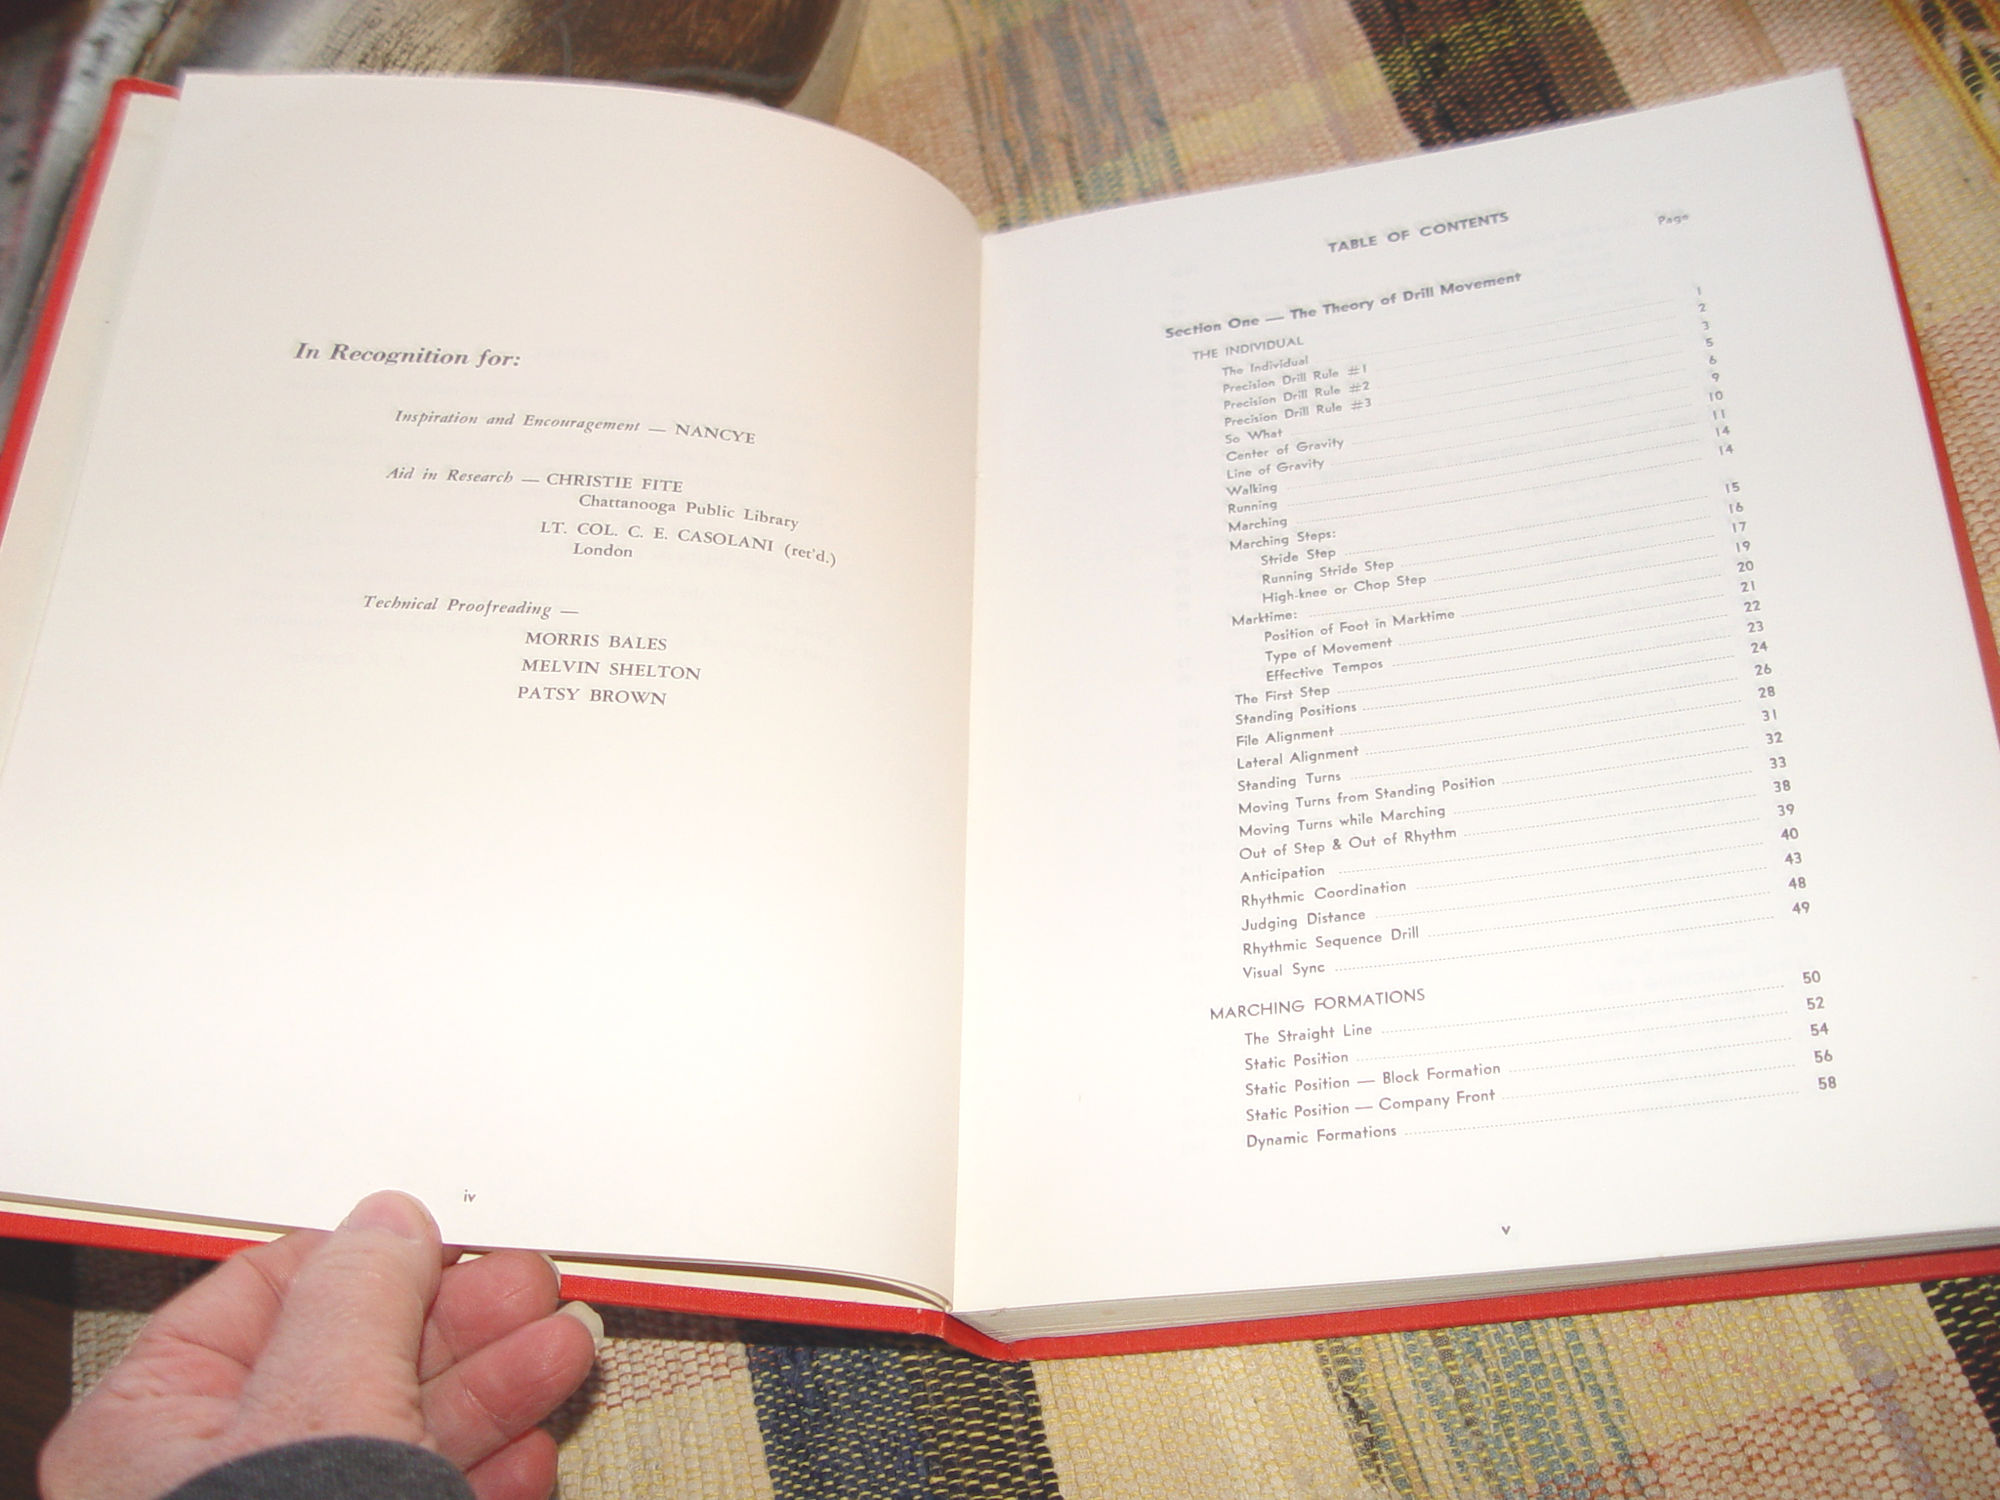 In Recognition for:
Inspiration and Encouragement — NANCYE
Aid in Research — CHRISTIE FITE
Chattanooga Public Library
LT. COL. C. E. CASOLANI (ret'd.)
London
Technical Proofreading —
MORRIS BALES
MELVIN SHELTON
PATSY BROWN
iv
TABLE OF CONTENTS
Page
Section One — The Theory of Drill Movement
THE INDIVIDUAL
The Individual 1
Precision Drill Rule #1 2
Precision Drill Rule #2 3
Precision Drill Rule #3 5
So What 6
Center of Gravity 9
Line of Gravity 10
Walking 11
Running 14
Marching 14
Marching Steps:
Stride Step 15
Running Stride Step 16
High-knee or Chop Step 17
Marktime: 19
Position of Foot in Marktime 20
Type of Movement 21
Effective Tempos 22
The First Step 23
Standing Positions 24
File Alignment 26
Lateral Alignment 28
Standing Turns 31
Moving Turns from Standing Position 32
Moving Turns while Marching 33
Out of Step & Out of Rhythm 38
Anticipation 39
Rhythmic Coordination 40
Judging Distance 43
Rhythmic Sequence Drill 48
Visual Sync 49
MARCHING FORMATIONS
The Straight Line 50
Static Position 52
Static Position — Block Formation 54
Static Position — Company Front 56
Dynamic Formations 58
v